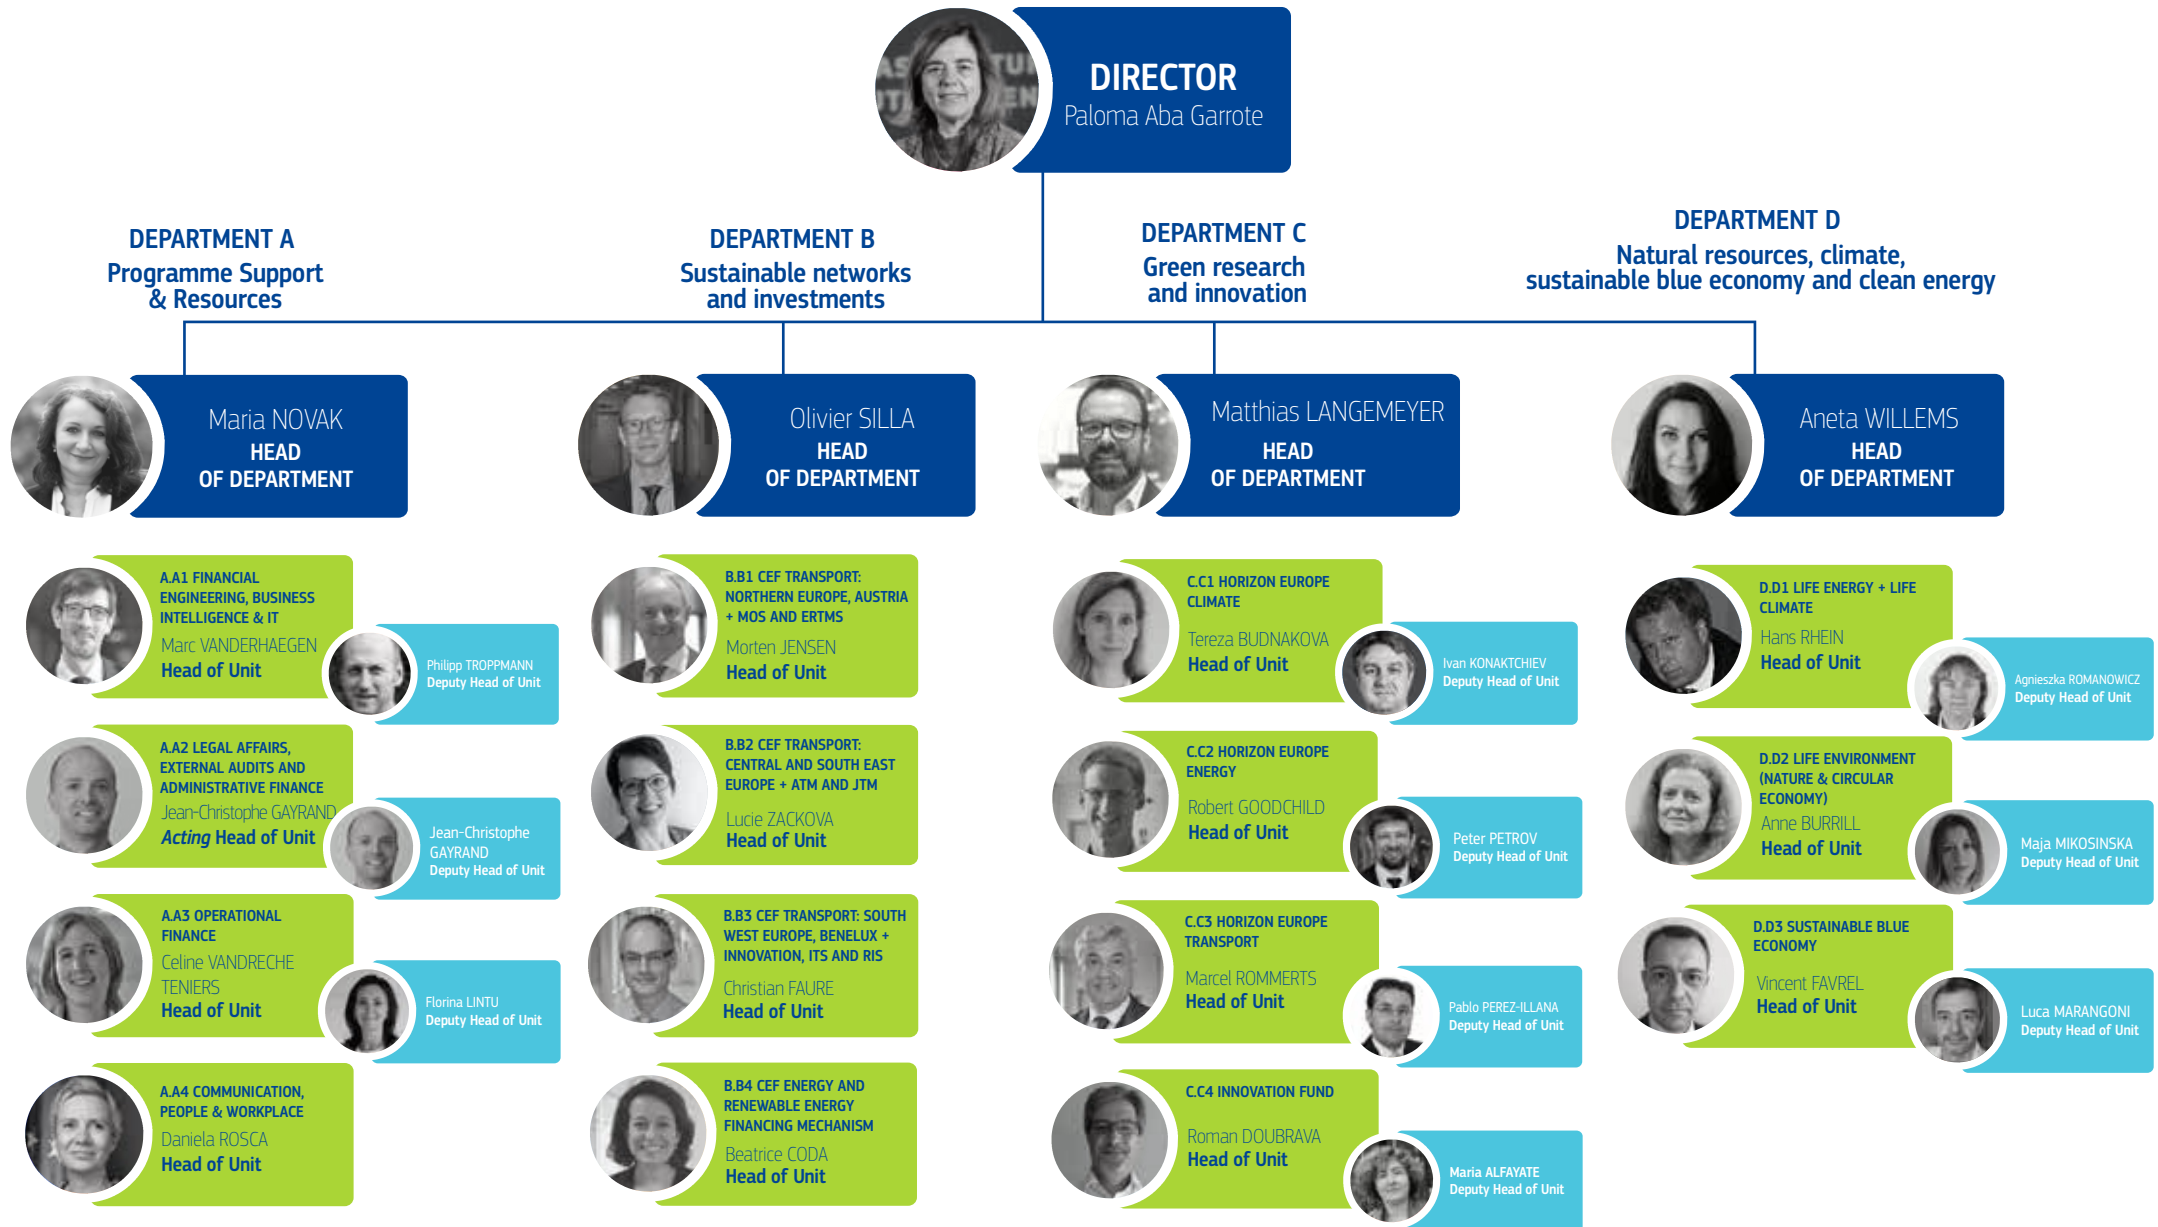 DIRECTOR
Paloma Aba Garrote
DEPARTMENT A
Programme Support
& Resources
DEPARTMENT B
Sustainable networks
and investments
DEPARTMENT C
Green research
and innovation
DEPARTMENT D
Natural resources, climate,
sustainable blue economy and clean energy
Maria NOVAK
HEAD
OF DEPARTMENT
Olivier SILLA
HEAD
OF DEPARTMENT
Matthias LANGEMEYER
HEAD
OF DEPARTMENT
Aneta WILLEMS
HEAD
OF DEPARTMENT
A.A1 FINANCIAL
ENGINEERING, BUSINESS
INTELLIGENCE & IT
Marc VANDERHAEGEN
Head of Unit
Philipp TROPPMANN
Deputy Head of Unit
A.A2 LEGAL AFFAIRS,
EXTERNAL AUDITS AND
ADMINISTRATIVE FINANCE
Jean-Christophe GAYRAND
Acting Head of Unit
Jean-Christophe
GAYRAND
Deputy Head of Unit
A.A3 OPERATIONAL
FINANCE
Celine VANDRECHE
TENIERS
Head of Unit
Florina LINTU
Deputy Head of Unit
A.A4 COMMUNICATION,
PEOPLE & WORKPLACE
Daniela ROSCA
Head of Unit
B.B1 CEF TRANSPORT:
NORTHERN EUROPE, AUSTRIA
+ MOS AND ERTMS
Morten JENSEN
Head of Unit
B.B2 CEF TRANSPORT:
CENTRAL AND SOUTH EAST
EUROPE + ATM AND JTM
Lucie ZACKOVA
Head of Unit
B.B3 CEF TRANSPORT: SOUTH
WEST EUROPE, BENELUX +
INNOVATION, ITS AND RIS
Christian FAURE
Head of Unit
B.B4 CEF ENERGY AND
RENEWABLE ENERGY
FINANCING MECHANISM
Beatrice CODA
Head of Unit
C.C1 HORIZON EUROPE
CLIMATE
Tereza BUDNAKOVA
Head of Unit
Ivan KONAKTCHIEV
Deputy Head of Unit
C.C2 HORIZON EUROPE
ENERGY
Robert GOODCHILD
Head of Unit
Peter PETROV
Deputy Head of Unit
C.C3 HORIZON EUROPE
TRANSPORT
Marcel ROMMERTS
Head of Unit
Pablo PEREZ-ILLANA
Deputy Head of Unit
C.C4 INNOVATION FUND
Roman DOUBRAVA
Head of Unit
Maria ALFAYATE
Deputy Head of Unit
D.D1 LIFE ENERGY + LIFE
CLIMATE
Hans RHEIN
Head of Unit
Agnieszka ROMANOWICZ
Deputy Head of Unit
D.D2 LIFE ENVIRONMENT
(NATURE & CIRCULAR
ECONOMY)
Anne BURRILL
Head of Unit
Maja MIKOSINSKA
Deputy Head of Unit
D.D3 SUSTAINABLE BLUE
ECONOMY
Vincent FAVREL
Head of Unit
Luca MARANGONI
Deputy Head of Unit